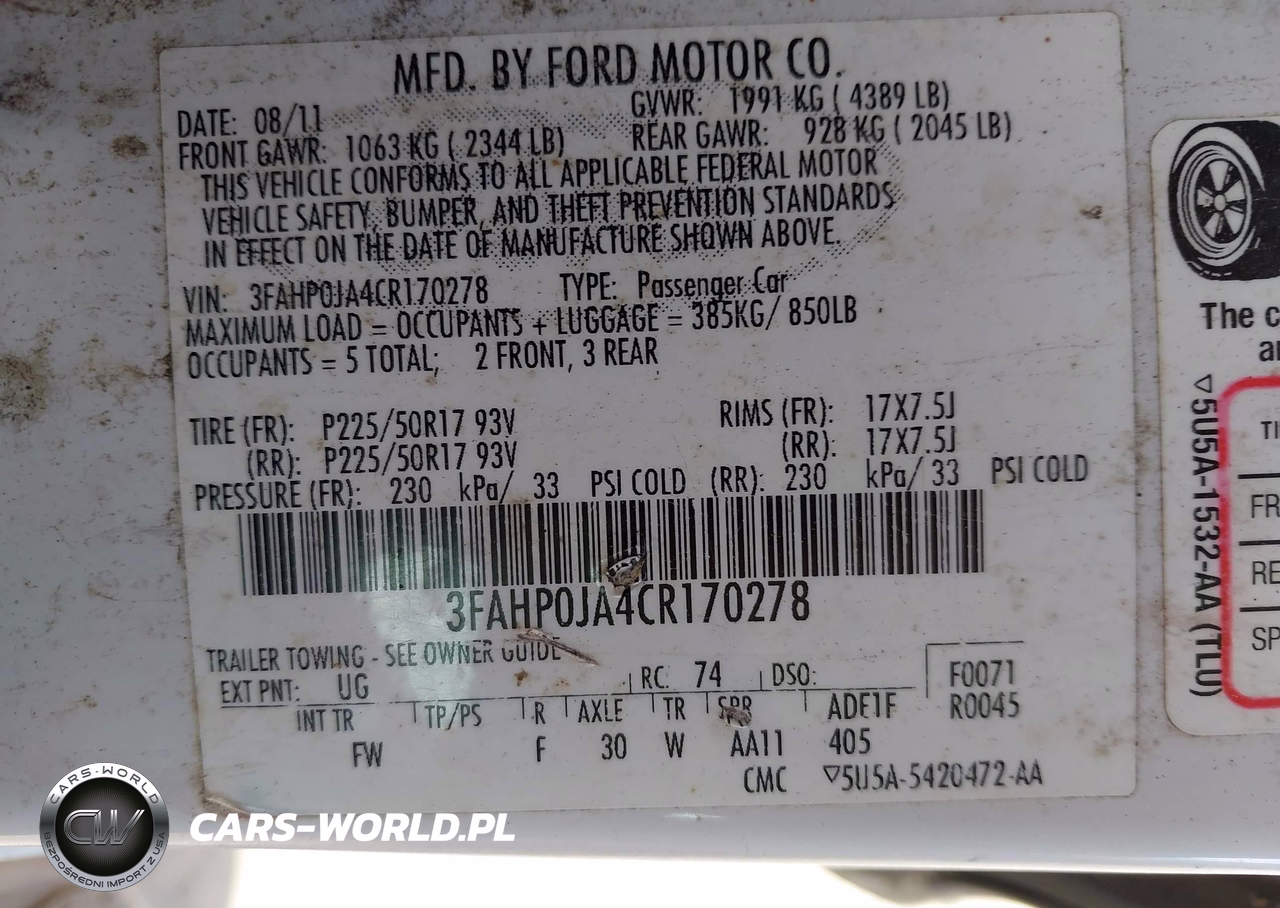 MFD. BY FORD MOTOR CO.
DATE: 08/11 GVWR: 1991 KG ( 4389 LB)
FRONT GAWR: 1063 KG ( 2344 LB) REAR GAWR: 928 KG ( 2045 LB)
THIS VEHICLE CONFORMS TO ALL APPLICABLE FEDERAL MOTOR
VEHICLE SAFETY, BUMPER, AND THEFT PREVENTION STANDARDS
IN EFFECT ON THE DATE OF MANUFACTURE SHOWN ABOVE.
VIN: 3FAHP0JA4CR170278 TYPE: Passenger Car
MAXIMUM LOAD = OCCUPANTS + LUGGAGE = 385KG/ 850LB
OCCUPANTS = 5 TOTAL; 2 FRONT, 3 REAR
TIRE (FR): P225/50R17 93V RIMS (FR): 17X7.5J
(RR): P225/50R17 93V (RR): 17X7.5J
PRESSURE (FR): 230 kPa/ 33 PSI COLD (RR): 230 kPa/ 33 PSI COLD
3FAHP0JA4CR170278
TRAILER TOWING - SEE OWNER GUIDE
EXT PNT: UG RC: 74 DSO: F0071
INT TR TP/PS R AXLE TR SPR ADE1F R0045
FW F 30 W AA11 405
CMC ▽5U5A-5420472-AA
The c
an
▽5U5A-1532-AA (TLU)
TI
FR
RE
SP
CARS-WORLD
CW
BEZPOŚREDNI IMPORT Z USA
CARS-WORLD.PL